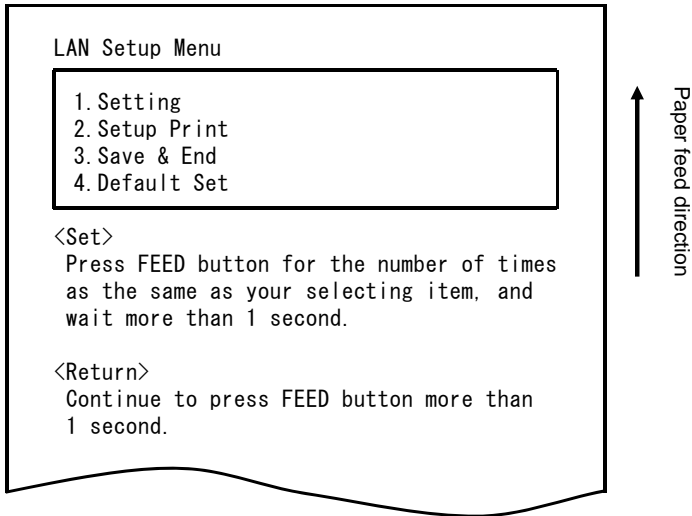 LAN Setup Menu
1.Setting
2.Setup Print
3.Save & End
4.Default Set
<Set>
Press FEED button for the number of times
as the same as your selecting item, and
wait more than 1 second.
<Return>
Continue to press FEED button more than
1 second.
Paper feed direction